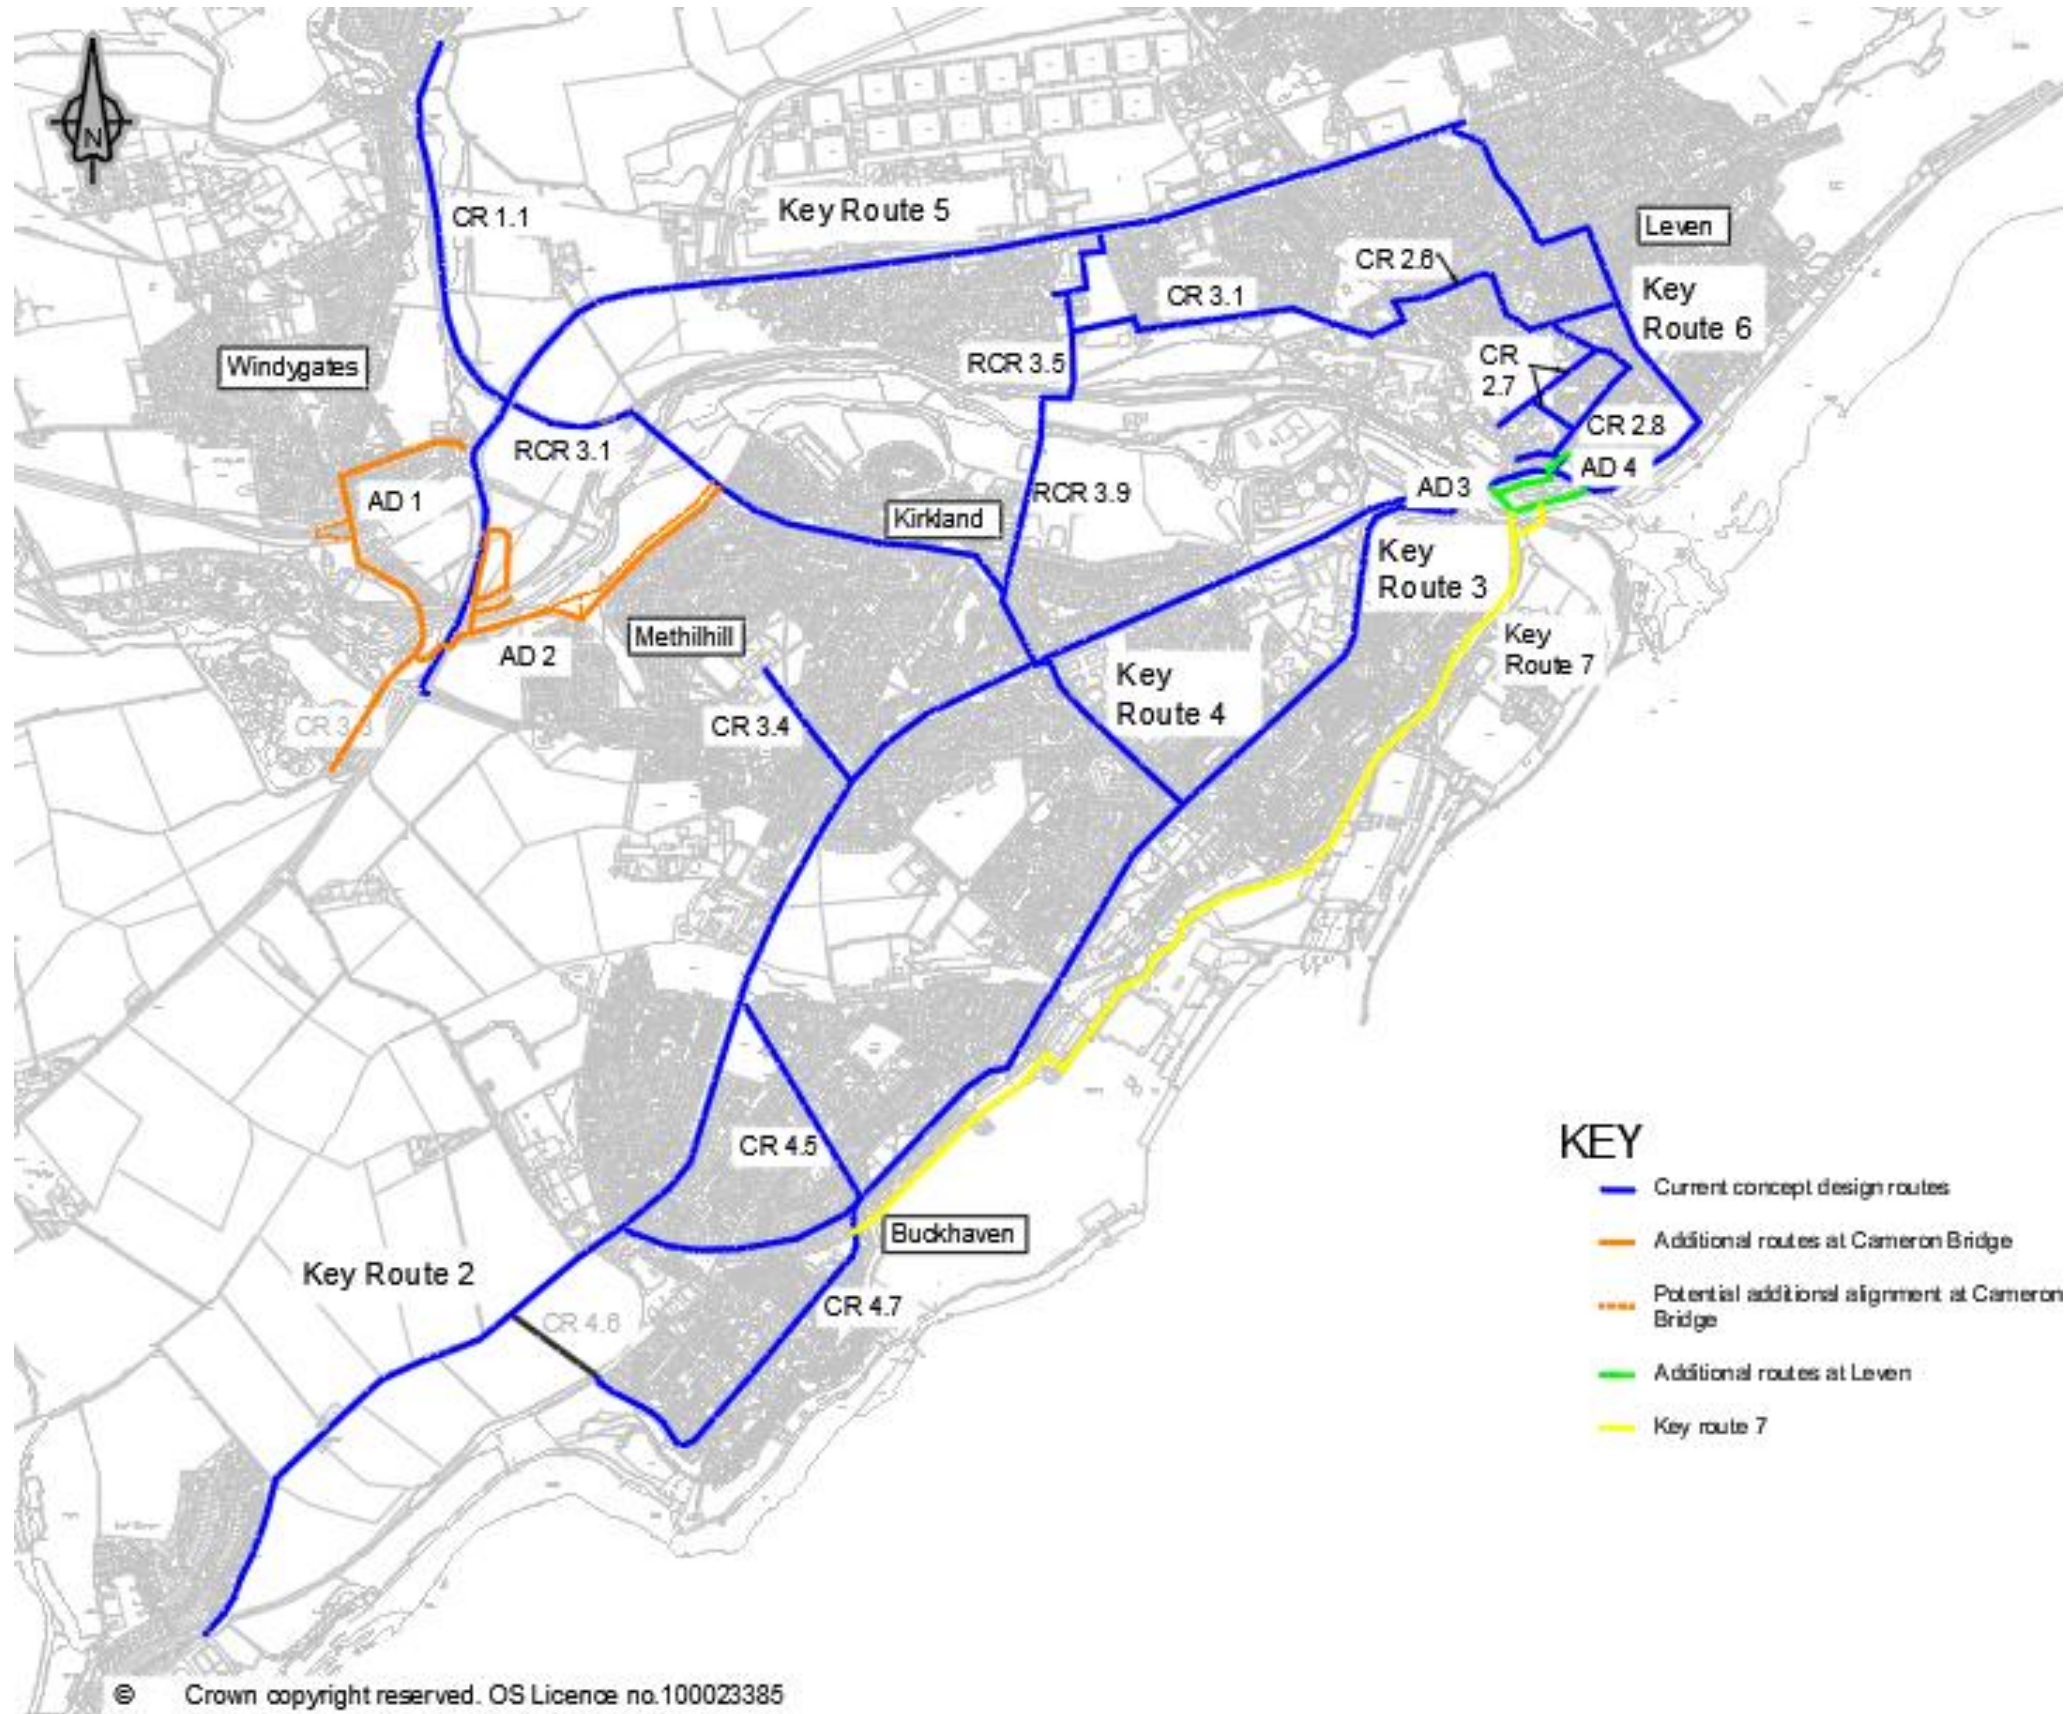 N
CR 1.1
Key Route 5
Leven
CR 2.6
CR 3.1
Key
Route 6
Windygates
RCR 3.5
CR
2.7
CR 2.8
RCR 3.1
AD 4
AD 3
AD 1
RCR 3.9
Kirkland
Key
Route 3
Methilhill
Key
Route 7
AD 2
Key
Route 4
CR 3.4
CR 4.5
Buckhaven
Key Route 2
CR 4.7
CR 4.6
KEY
Current concept design routes
Additional routes at Cameron Bridge
Potential additional alignment at Cameron
Bridge
Additional routes at Leven
Key route 7
© Crown copyright reserved. OS Licence no.100023385